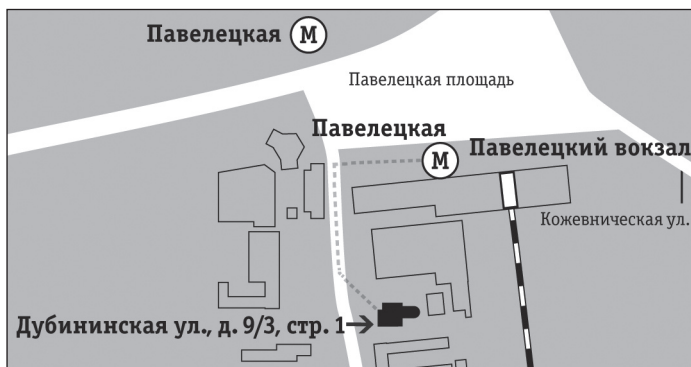 Павелецкая М
Павелецкая площадь
Павелецкая
М
Павелецкий вокзал
Кожевническая ул.
Дубининская ул., д. 9/3, стр. 1